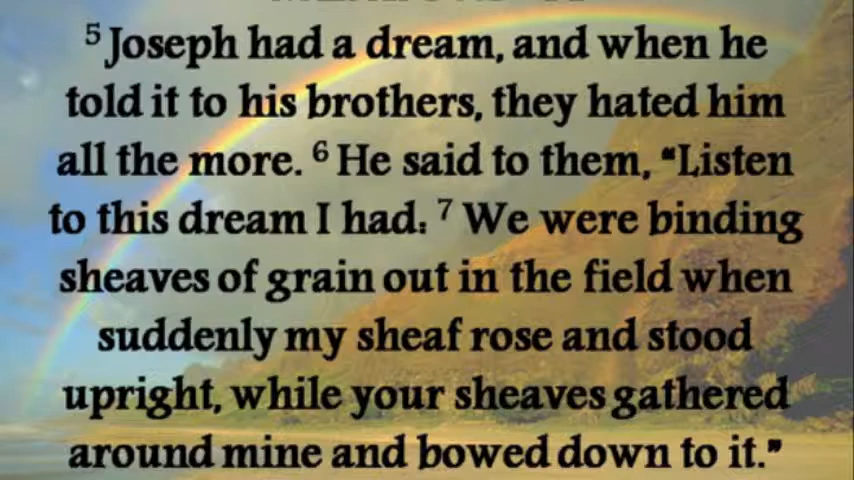 ⁵ Joseph had a dream, and when he
told it to his brothers, they hated him
all the more. ⁶ He said to them, “Listen
to this dream I had: ⁷ We were binding
sheaves of grain out in the field when
suddenly my sheaf rose and stood
upright, while your sheaves gathered
around mine and bowed down to it.”